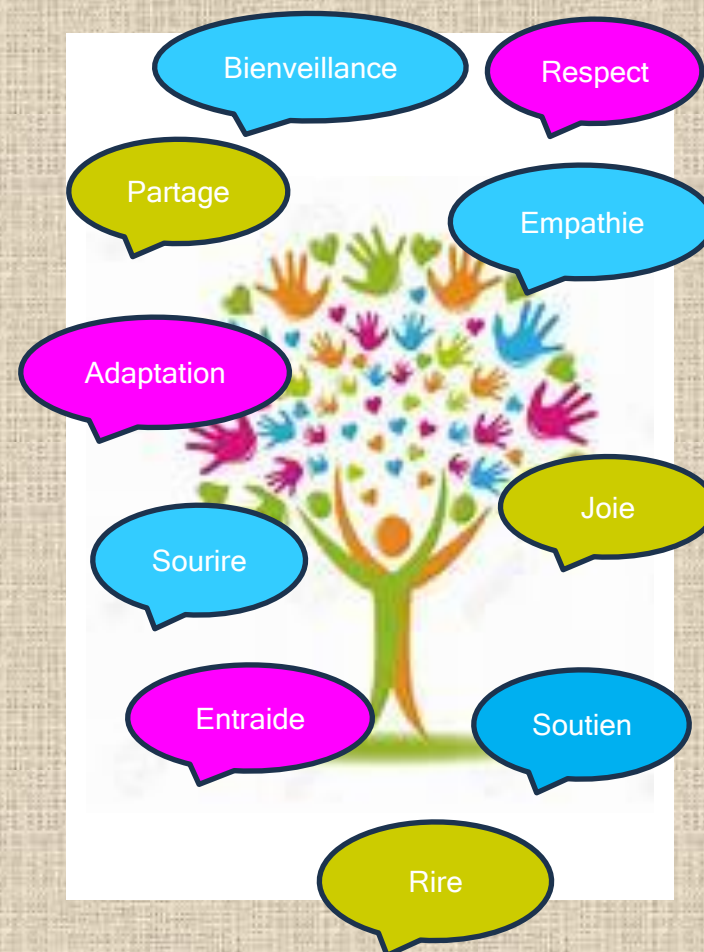 Bienveillance
Respect
Partage
Empathie
Adaptation
Joie
Sourire
Entraide
Soutien
Rire